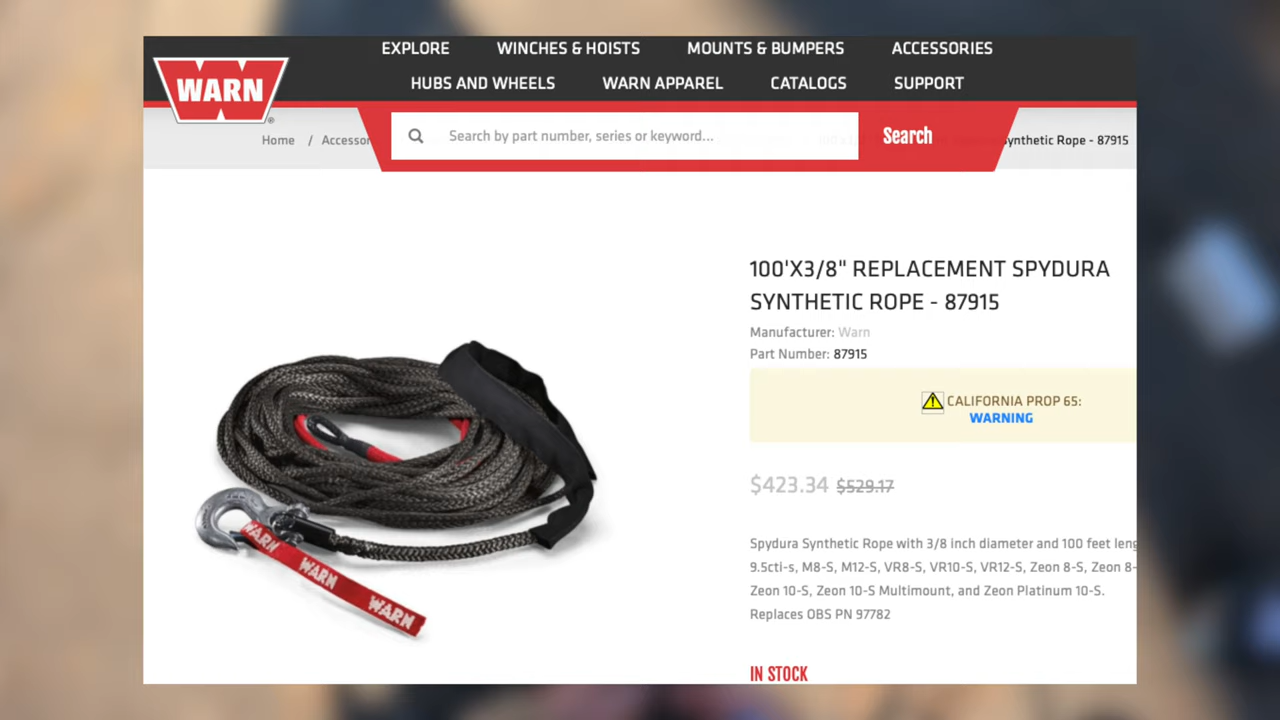 EXPLORE WINCHES & HOISTS MOUNTS & BUMPERS ACCESSORIES
WARN
HUBS AND WHEELS WARN APPAREL CATALOGS SUPPORT
Home / Accessor
Search by part number, series or keyword...
Search
ynthetic Rope - 87915
100'X3/8" REPLACEMENT SPYDURA
SYNTHETIC ROPE - 87915
Manufacturer: Warn
Part Number: 87915
CALIFORNIA PROP 65:
WARNING
$423.34 $529.17
Spydura Synthetic Rope with 3/8 inch diameter and 100 feet leng
9.5cti-s, M8-S, M12-S, VR8-S, VR10-S, VR12-S, Zeon 8-S, Zeon 8-
Zeon 10-S, Zeon 10-S Multimount, and Zeon Platinum 10-S.
Replaces OBS PN 97782
IN STOCK
WARN
WARN
WARN